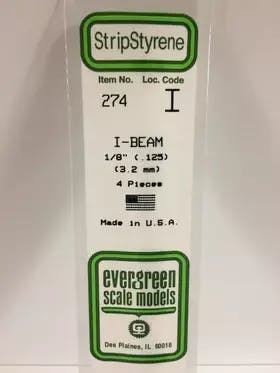 StripStyrene
Item No. Loc. Code
274 I
I-BEAM
1/8" (.125)
(3.2 mm)
4 Pieces
Made in U.S.A.
evergreen
scale models
Des Plaines, IL 60018